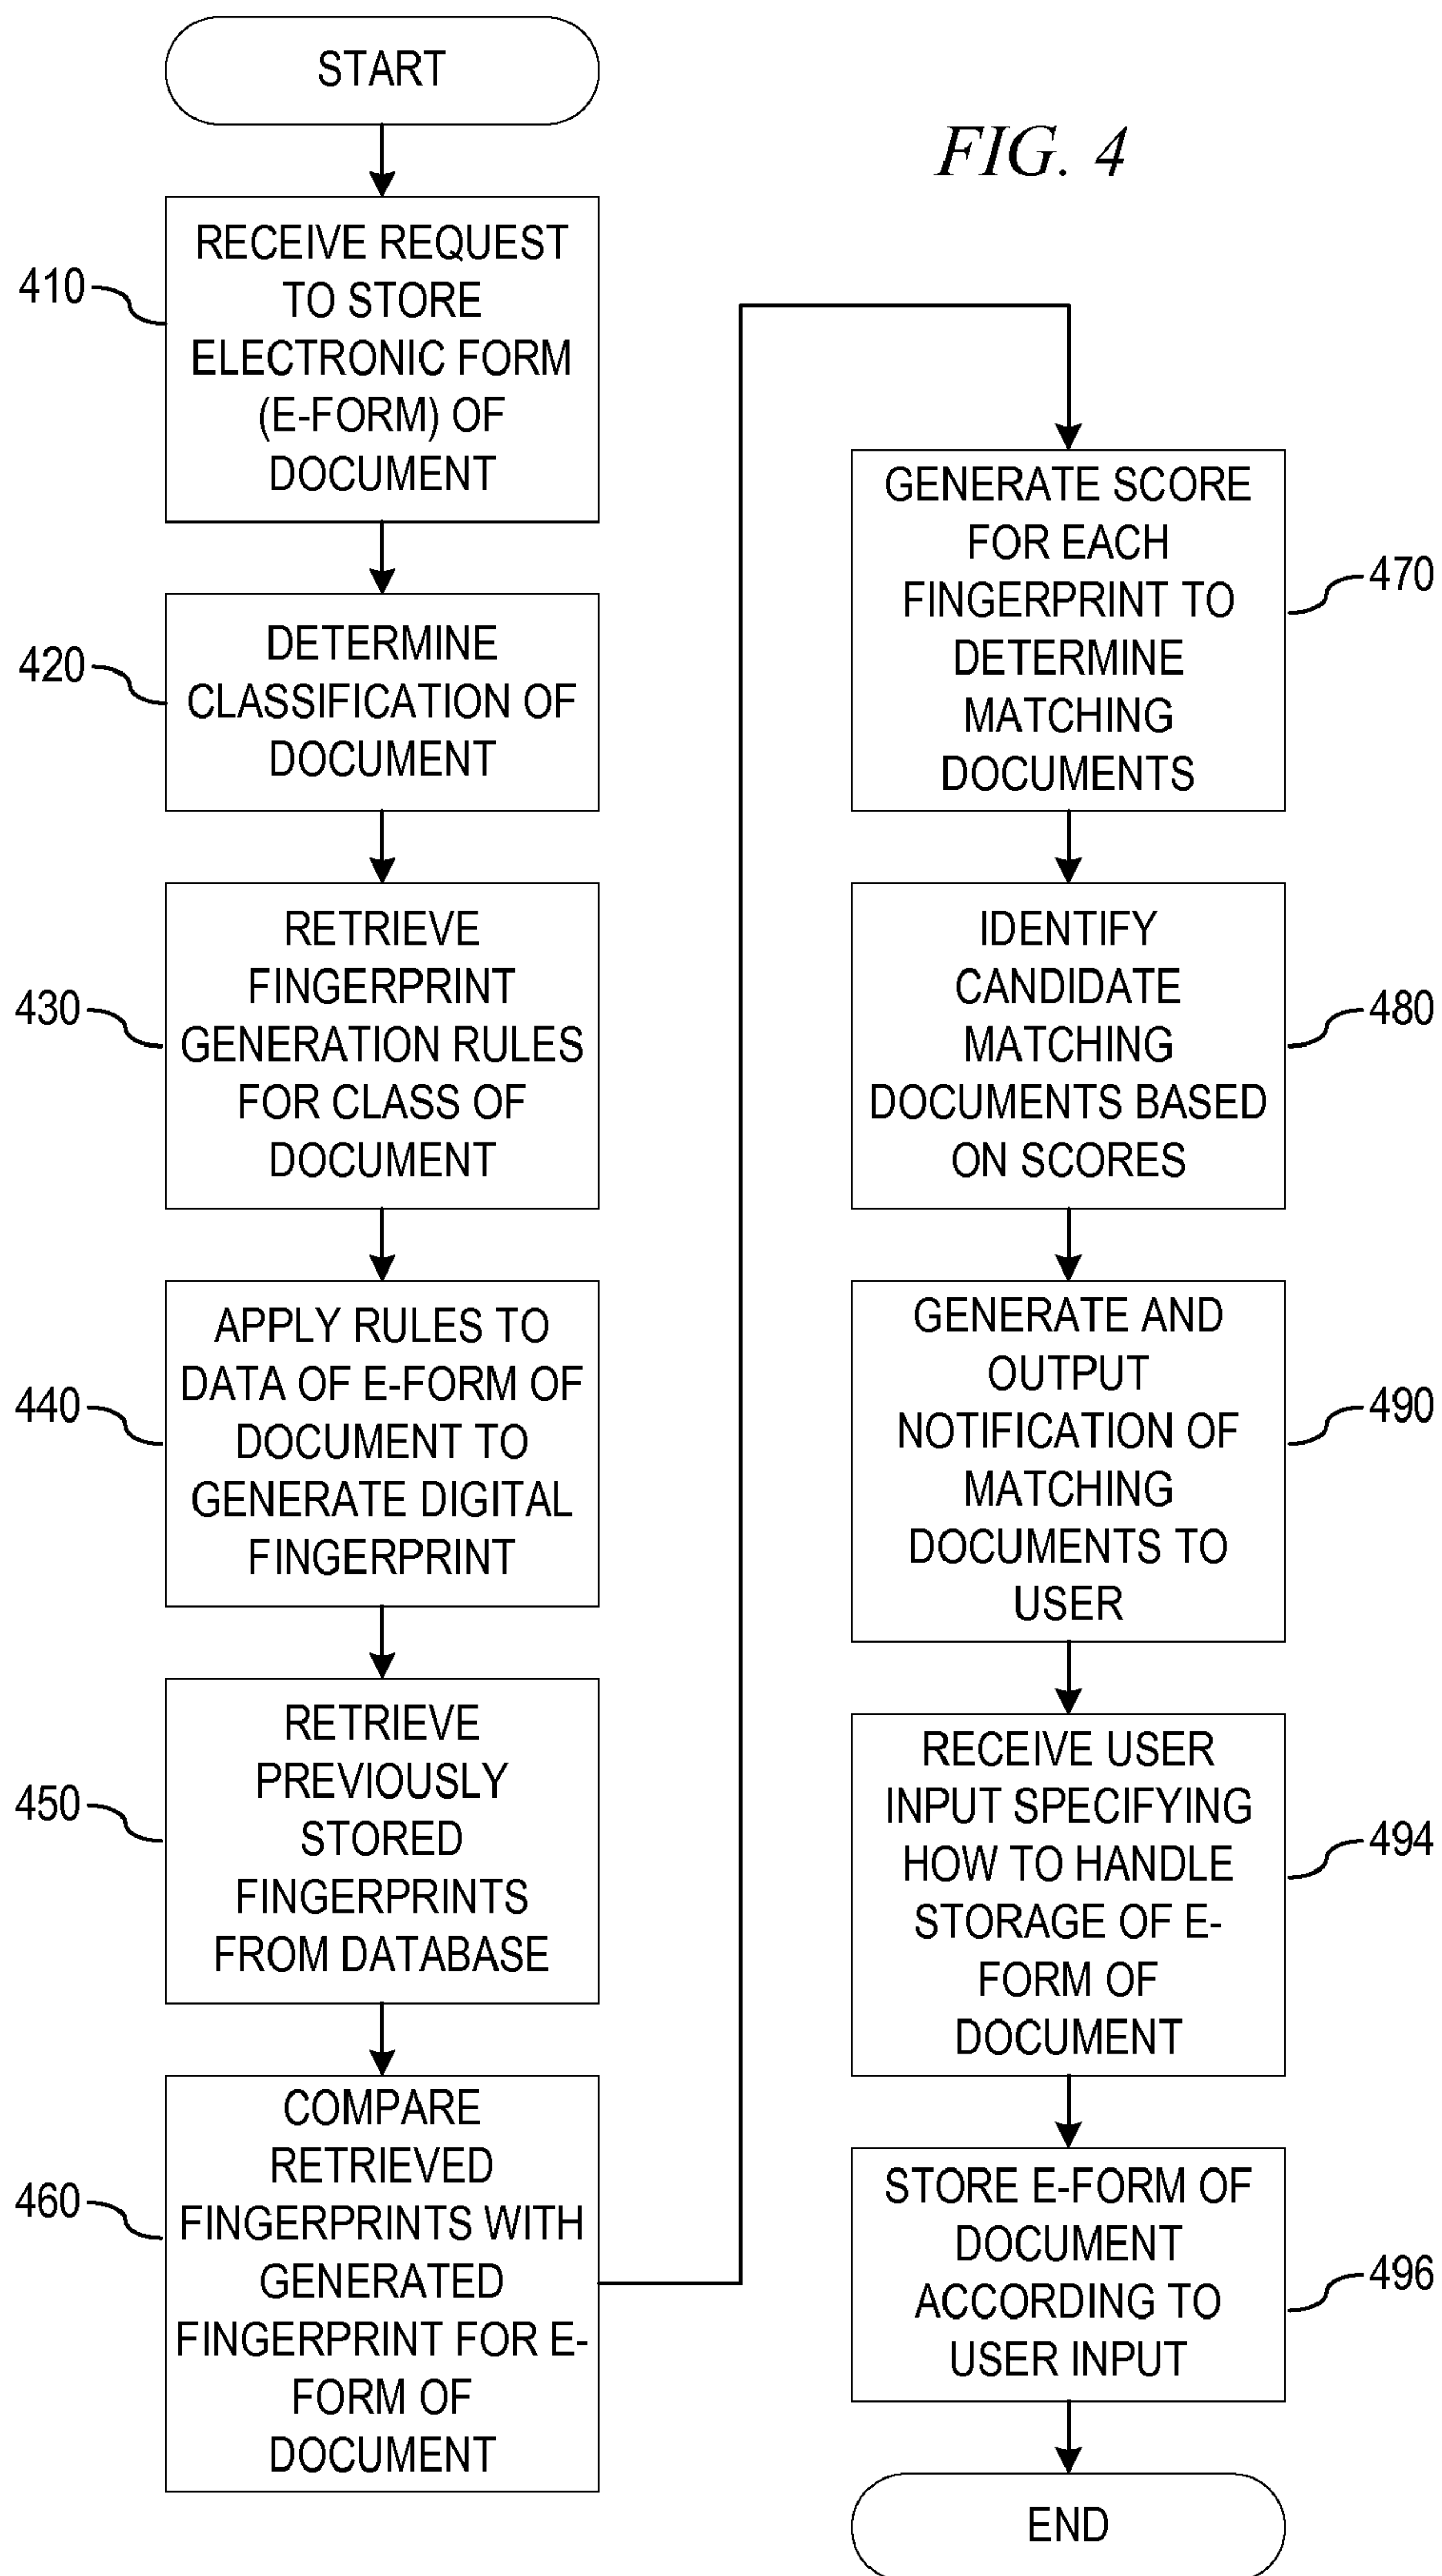 START
FIG. 4
410
RECEIVE REQUEST
TO STORE
ELECTRONIC FORM
(E-FORM) OF
DOCUMENT
420
DETERMINE
CLASSIFICATION OF
DOCUMENT
430
RETRIEVE
FINGERPRINT
GENERATION RULES
FOR CLASS OF
DOCUMENT
440
APPLY RULES TO
DATA OF E-FORM OF
DOCUMENT TO
GENERATE DIGITAL
FINGERPRINT
450
RETRIEVE
PREVIOUSLY
STORED
FINGERPRINTS
FROM DATABASE
460
COMPARE
RETRIEVED
FINGERPRINTS WITH
GENERATED
FINGERPRINT FOR E-
FORM OF
DOCUMENT
GENERATE SCORE
FOR EACH
FINGERPRINT TO
DETERMINE
MATCHING
DOCUMENTS
470
IDENTIFY
CANDIDATE
MATCHING
DOCUMENTS BASED
ON SCORES
480
GENERATE AND
OUTPUT
NOTIFICATION OF
MATCHING
DOCUMENTS TO
USER
490
RECEIVE USER
INPUT SPECIFYING
HOW TO HANDLE
STORAGE OF E-
FORM OF
DOCUMENT
494
STORE E-FORM OF
DOCUMENT
ACCORDING TO
USER INPUT
496
END